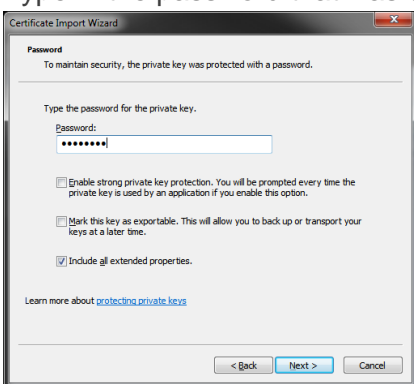 Certificate Import Wizard
Password
To maintain security, the private key was protected with a password.
Type the password for the private key.
Password:
••••••••
Enable strong private key protection. You will be prompted every time the
private key is used by an application if you enable this option.
Mark this key as exportable. This will allow you to back up or transport your
keys at a later time.
Include all extended properties.
Learn more about protecting private keys
< Back Next > Cancel